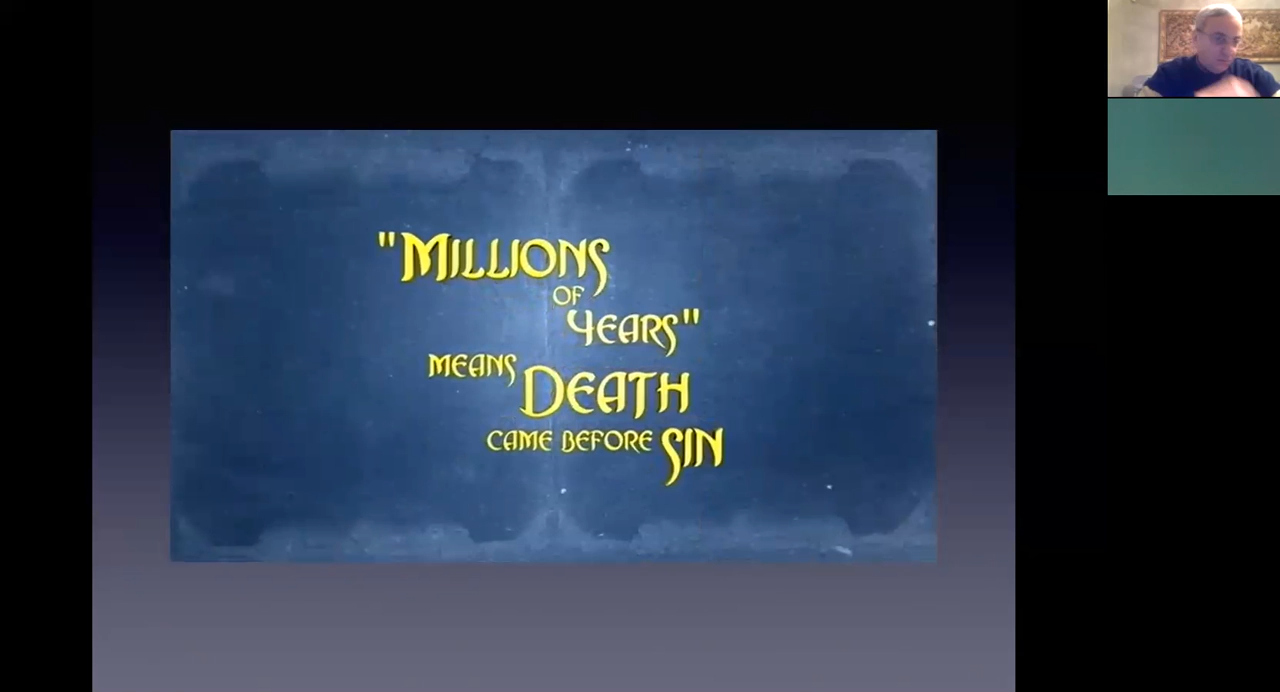 "MILLIONS
OF
YEARS"
MEANS DEATH
CAME BEFORE SIN